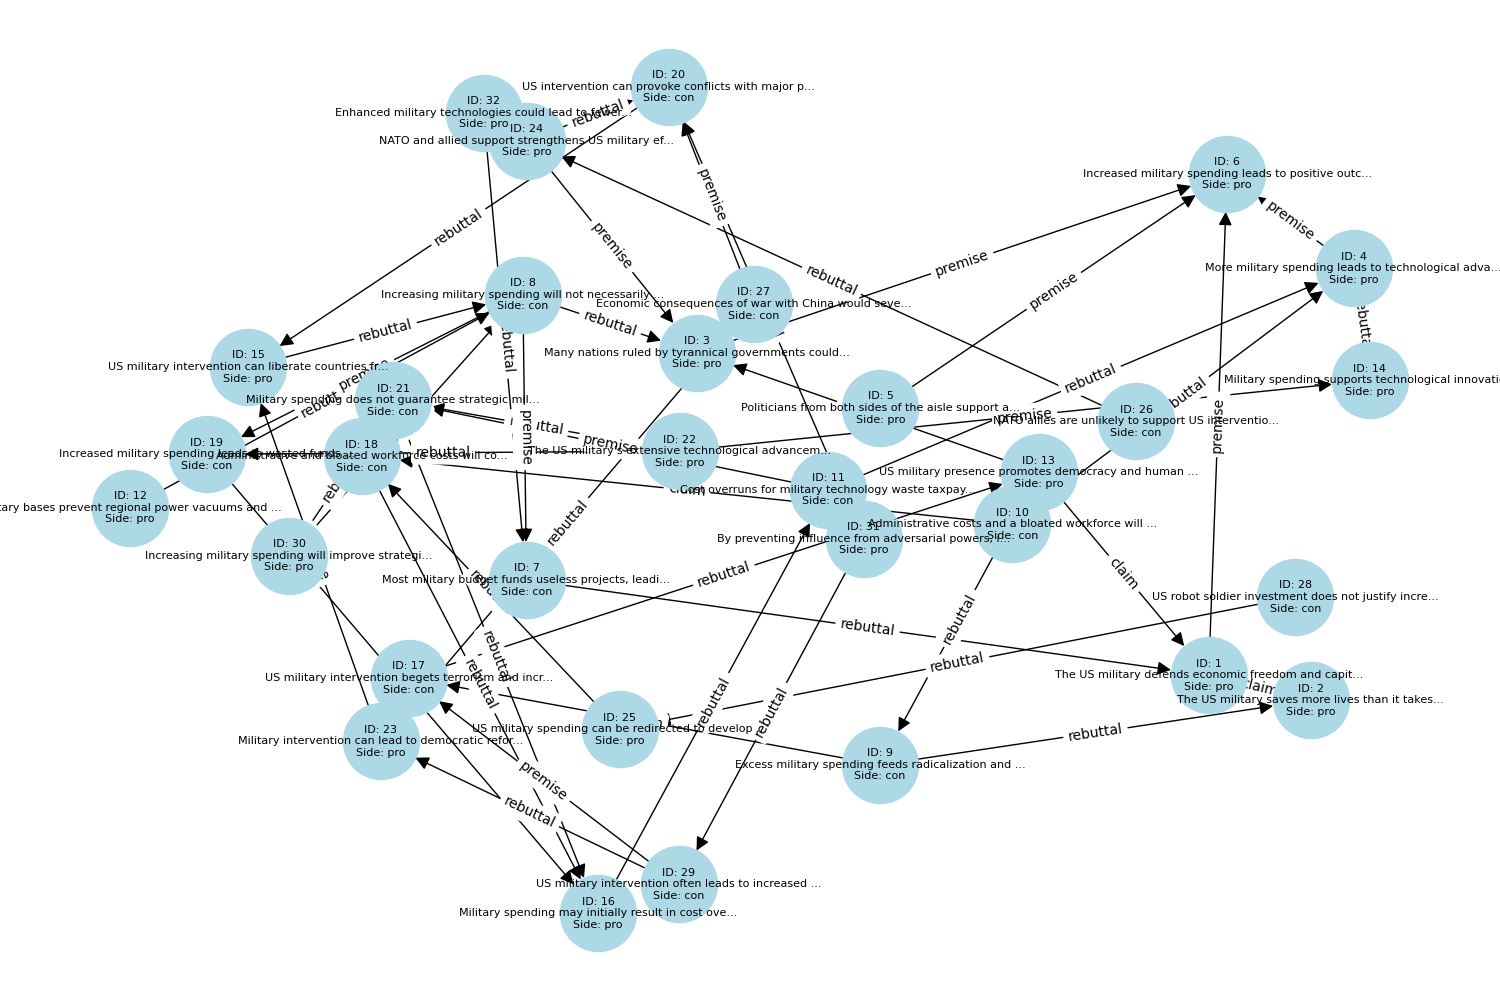 ID: 20
US intervention can provoke conflicts with major p...
Side: con
ID: 32
Enhanced military technologies could lead to fewer...
Side: pro
rebuttal
ID: 24
NATO and allied support strengthens US military ef...
Side: pro
ID: 6
Increased military spending leads to positive outc...
Side: pro
premise
premise
rebuttal
premise
ID: 4
More military spending leads to technological adva...
Side: pro
premise
rebuttal
premise
ID: 8
Increasing military spending will not necessarily ...
Side: con
ID: 27
Economic consequences of war with China would seve...
Side: con
rebuttal
rebuttal
ID: 3
Many nations ruled by tyrannical governments could...
Side: pro
ID: 15
US military intervention can liberate countries fr...
Side: pro
ID: 14
Military spending supports technological innovatio
Side: pro
rebuttal
ID: 21
Military spending does not guarantee strategic mil...
Side: con
ID: 5
Politicians from both sides of the aisle support a...
Side: pro
premise
ID: 26
NATO allies are unlikely to support US interventio...
Side: con
premise
premise
premise
ID: 19
Increased military spending leads to wasted funds
Side: con
ID: 18
Administrative and bloated workforce costs will co...
Side: con
rebuttal
ID: 22
The US military's extensive technological advancem...
Side: pro
ID: 13
US military presence promotes democracy and human ...
Side: pro
ID: 11
Cost overruns for military technology waste taxpay...
Side: con
ID: 12
bases prevent regional power vacuums and ...
Side: pro
ID: 10
Administrative costs and a bloated workforce will ...
Side: con
ID: 31
By preventing influence from adversarial powers,
Side: pro
rebuttal
ID: 30
Increasing military spending will improve strategi...
Side: pro
ID: 7
Most military budget funds useless projects, leadi...
Side: con
rebuttal
claim
ID: 28
US robot soldier investment does not justify incre...
Side: con
rebuttal
rebuttal
rebuttal
rebuttal
ID: 17
US military intervention begets terrorism and incr...
Side: con
ID: 1
The US military defends economic freedom and capit...
Side: pro
ID: 2
The US military saves more lives than it takes...
Side: pro
rebuttal
rebuttal
rebuttal
ID: 25
US military spending can be redirected to develop
Side: pro
ID: 23
Military intervention can lead to democratic refor...
Side: pro
rebuttal
rebuttal
ID: 9
Excess military spending feeds radicalization and ...
Side: con
premise
rebuttal
ID: 29
US military intervention often leads to increased ...
Side: con
ID: 16
Military spending may initially result in cost ove...
Side: pro